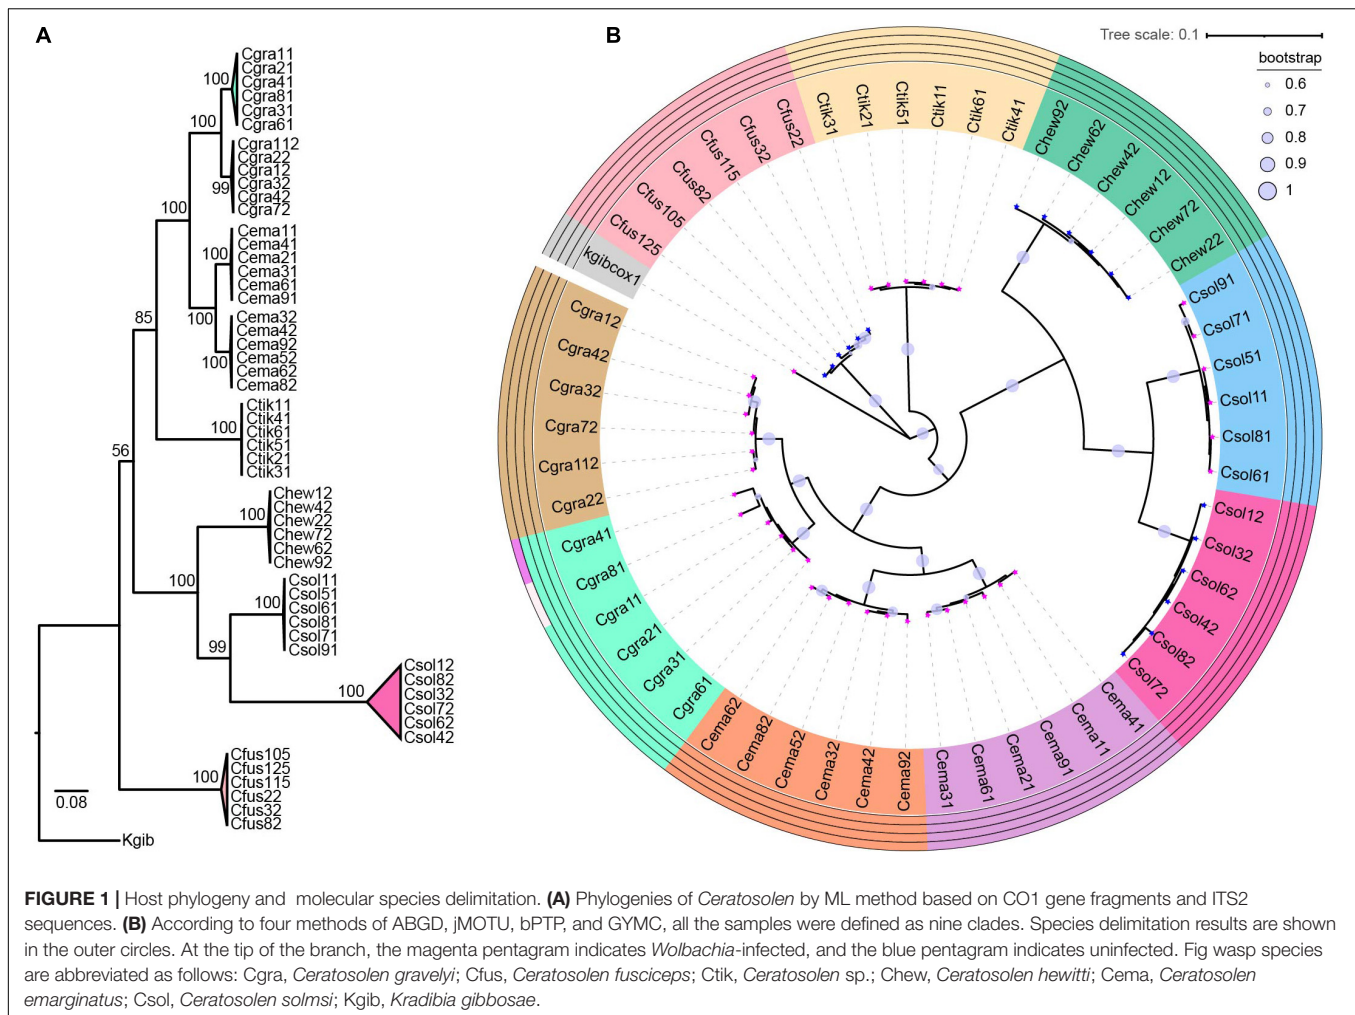 A
Cgra11
Cgra21
100
Cgra41
Cgra81
Cgra31
100
Cgra61
Cgra112
Cgra22
Cgra12
99
Cgra32
Cgra42
100
Cgra72
Cema11
Cema41
100
Cema21
Cema31
Cema61
Cema91
85
100
Cema32
Cema42
Cema92
100
Cema52
Cema62
Cema82
Ctik11
Ctik41
100
Ctik61
Ctik51
56
Ctik21
Ctik31
Chew12
Chew42
100
Chew22
Chew72
Chew62
100
Chew92
Csol11
Csol51
100
Csol61
Csol81
99
Csol71
Csol91
Csol12
Csol82
100
Csol32
Csol72
Csol62
Csol42
Cfus105
Cfus125
100
Cfus115
Cfus22
Cfus32
Cfus82
0.08
Kgib
B
Tree scale: 0.1
bootstrap
0.6
0.7
0.8
0.9
1
kgibcox1
Cfus125
Cfus105
Cfus82
Cfus115
Cfus32
Cfus22
Ctik31
Ctik21
Ctik51
Ctik11
Ctik61
Ctik41
Chew92
Chew62
Chew42
Chew12
Chew72
Chew22
Csol91
Csol71
Csol51
Csol11
Csol81
Csol61
Csol12
Csol32
Csol62
Csol42
Csol82
Csol72
Cema41
Cema11
Cema91
Cema21
Cema61
Cema31
Cema92
Cema42
Cema32
Cema52
Cema82
Cema62
Cgra61
Cgra31
Cgra21
Cgra11
Cgra81
Cgra41
Cgra22
Cgra112
Cgra72
Cgra32
Cgra42
Cgra12
FIGURE 1 | Host phylogeny and molecular species delimitation. (A) Phylogenies of Ceratosolen by ML method based on CO1 gene fragments and ITS2
sequences. (B) According to four methods of ABGD, jMOTU, bPTP, and GYMC, all the samples were defined as nine clades. Species delimitation results are shown
in the outer circles. At the tip of the branch, the magenta pentagram indicates Wolbachia-infected, and the blue pentagram indicates uninfected. Fig wasp species
are abbreviated as follows: Cgra, Ceratosolen gravelyi; Cfus, Ceratosolen fusciceps; Ctik, Ceratosolen sp.; Chew, Ceratosolen hewitti; Cema, Ceratosolen
emarginatus; Csol, Ceratosolen solmsi; Kgib, Kradibia gibbosae.